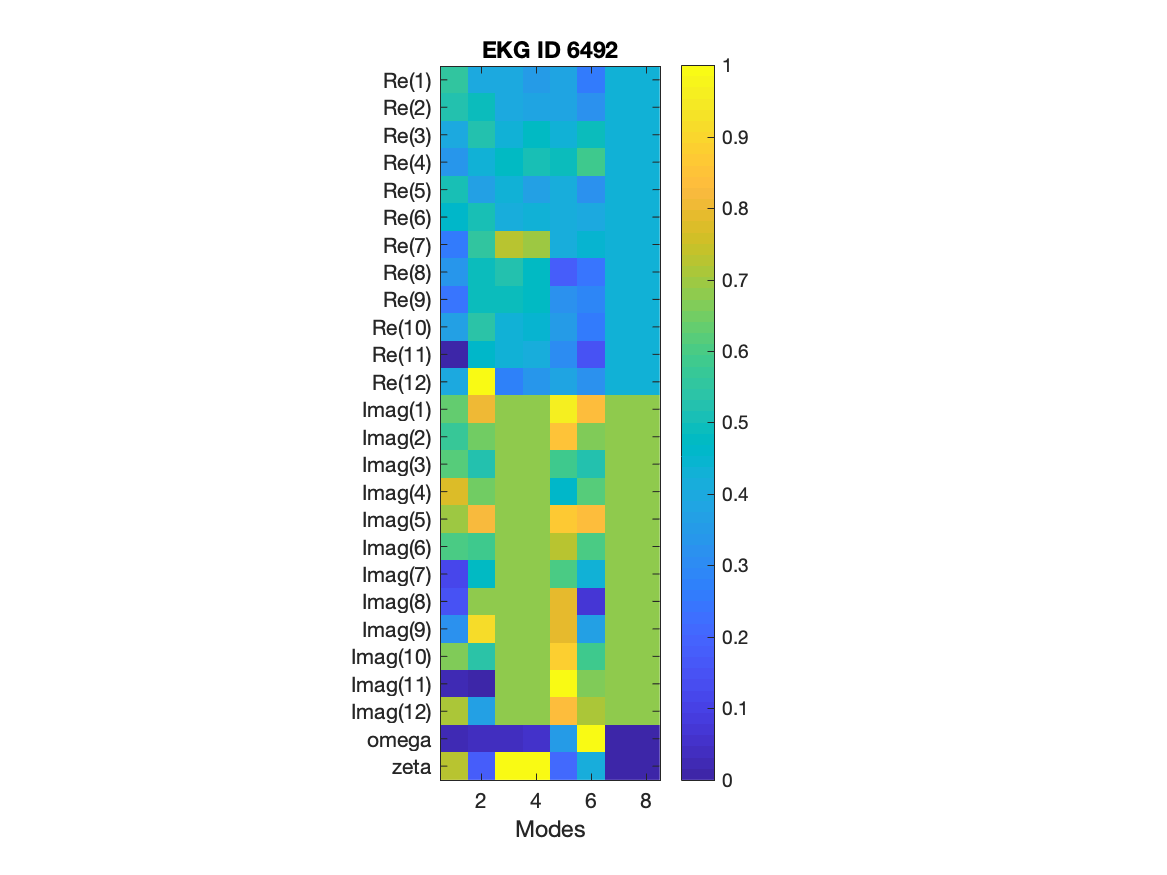 EKG ID 6492
Re(1)
Re(2)
Re(3)
Re(4)
Re(5)
Re(6)
Re(7)
Re(8)
Re(9)
Re(10)
Re(11)
Re(12)
Imag(1)
Imag(2)
Imag(3)
Imag(4)
Imag(5)
Imag(6)
Imag(7)
Imag(8)
Imag(9)
Imag(10)
Imag(11)
Imag(12)
omega
zeta
2 4 6 8
Modes
1
0.9
0.8
0.7
0.6
0.5
0.4
0.3
0.2
0.1
0